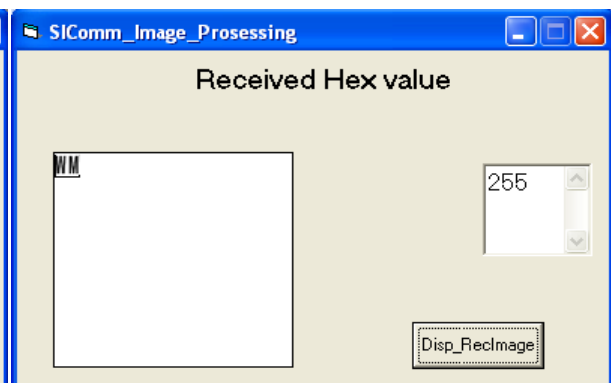 SIComm_Image_Prosessing
Received Hex value
WM
255
Disp_RecImage